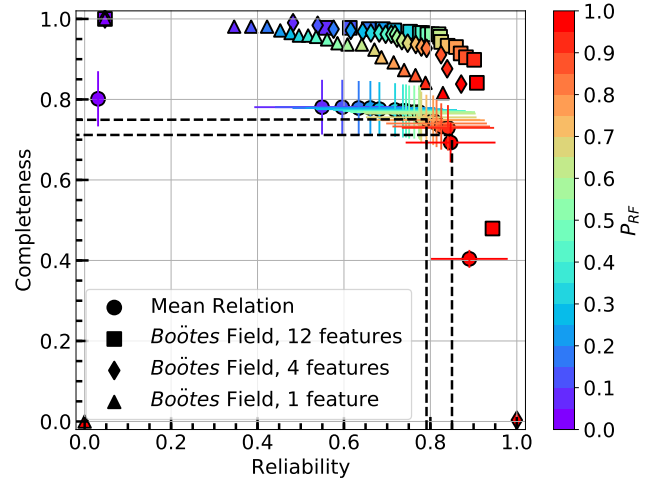 1.0
0.8
0.6
0.4
0.2
0.0
Completeness
0.0 0.2 0.4 0.6 0.8 1.0
Reliability
Mean Relation
Boötes Field, 12 features
Boötes Field, 4 features
Boötes Field, 1 feature
1.0
0.9
0.8
0.7
0.6
0.5
0.4
0.3
0.2
0.1
0.0
P_RF